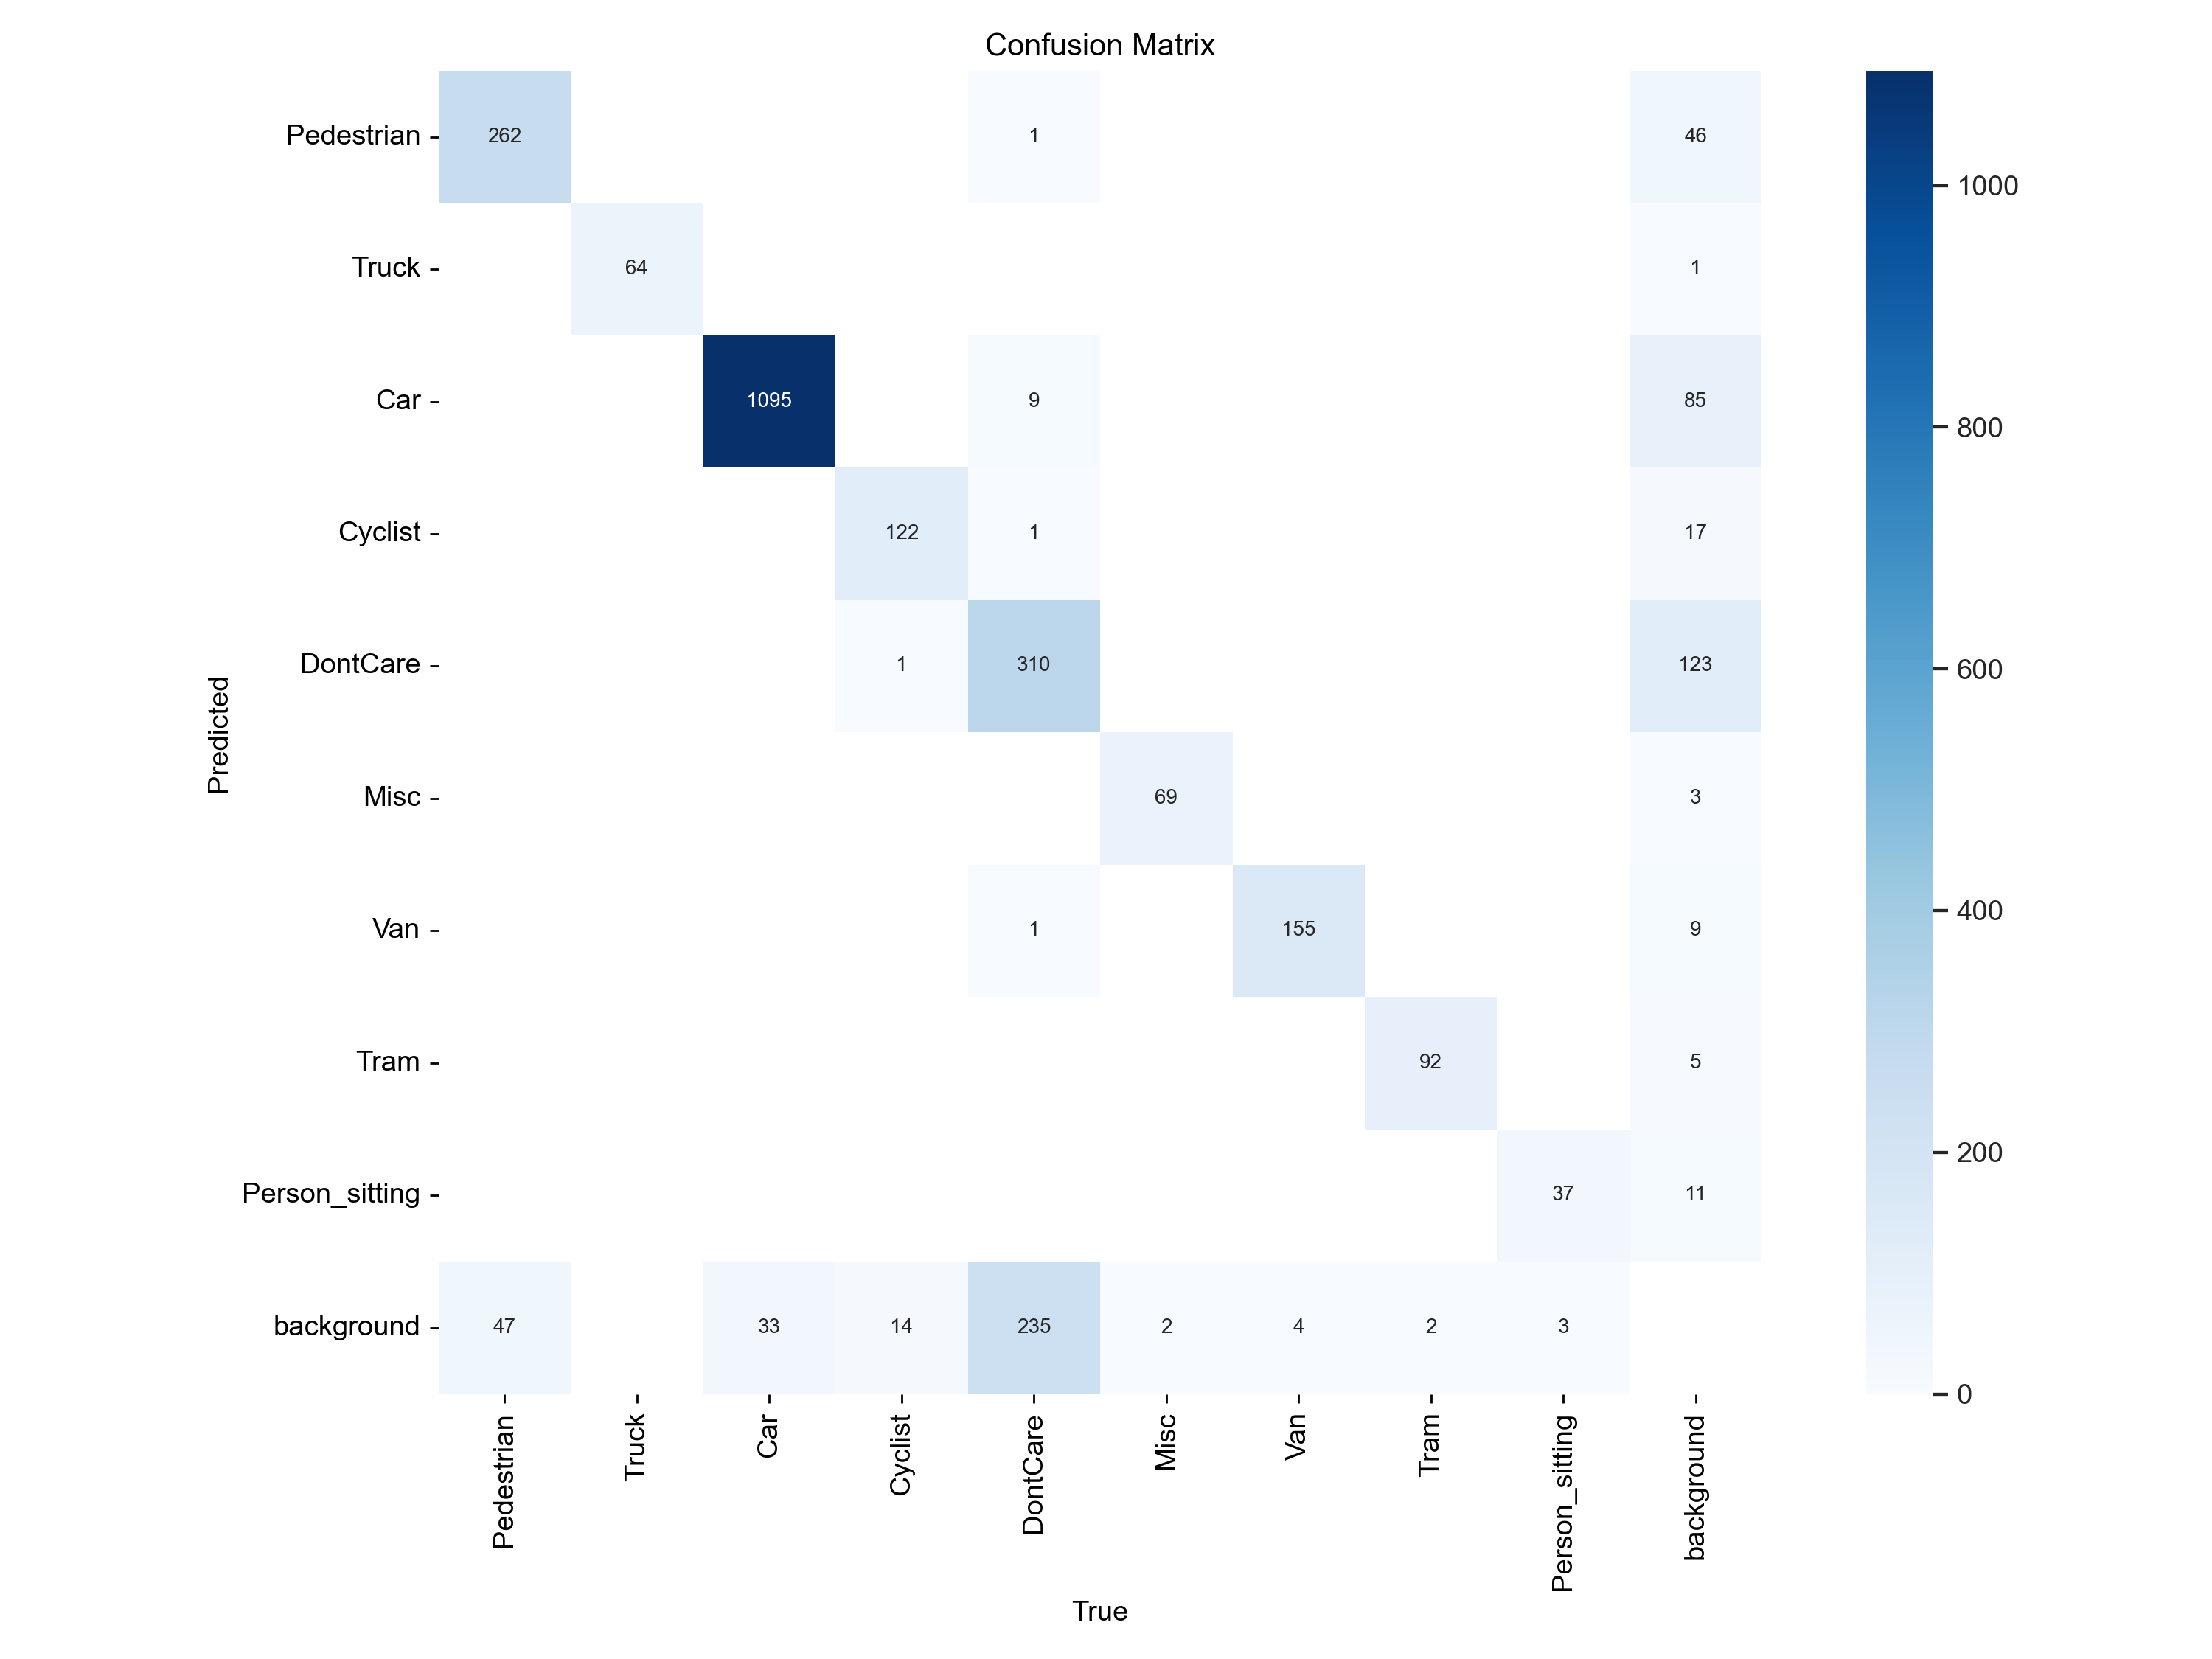 Confusion Matrix
Pedestrian 262 1 46
Truck 64 1
Car 1095 9 85
Cyclist 122 1 17
DontCare 1 310 123
Misc 69 3
Van 1 155 9
Tram 92 5
Person_sitting 37 11
background 47 33 14 235 2 4 2 3
Pedestrian Truck Car Cyclist DontCare Misc Van Tram Person_sitting background
True
Predicted
1000
800
600
400
200
0